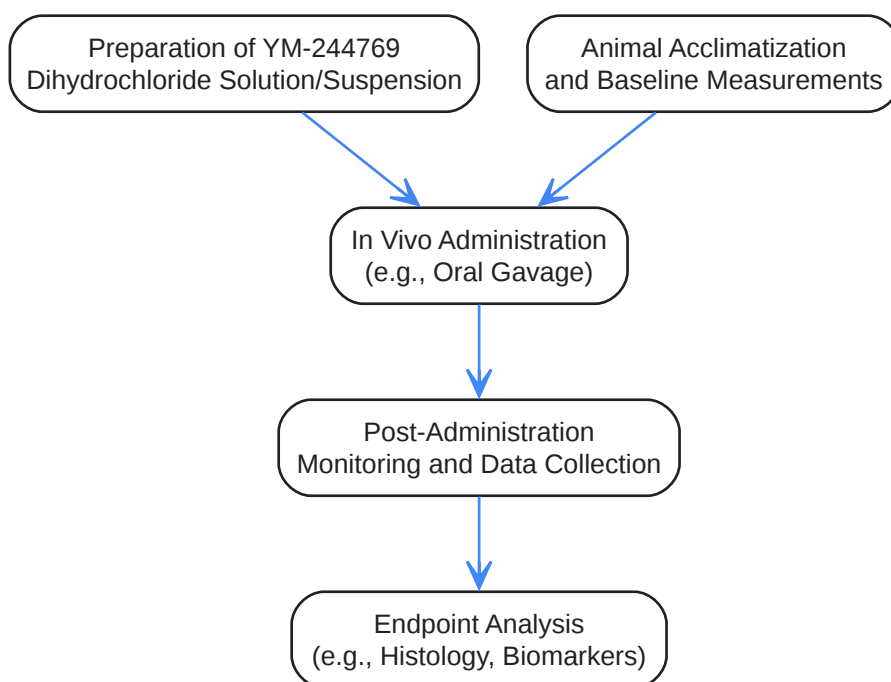 Preparation of YM-244769
Dihydrochloride Solution/Suspension
Animal Acclimatization
and Baseline Measurements
In Vivo Administration
(e.g., Oral Gavage)
Post-Administration
Monitoring and Data Collection
Endpoint Analysis
(e.g., Histology, Biomarkers)